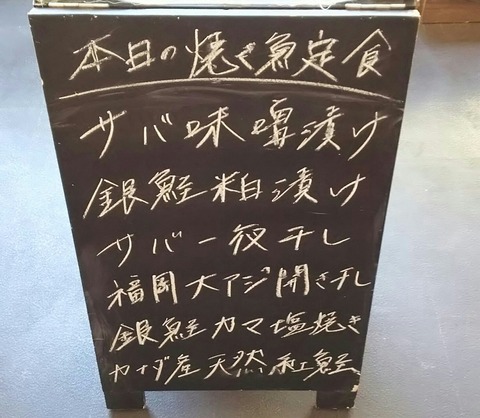 本日の焼き魚定食
サバ味噌漬け
銀鮭粕漬け
サバ一夜干し
福岡大アジ開き干し
銀鮭カマ塩焼き
カナダ産天然紅鮭